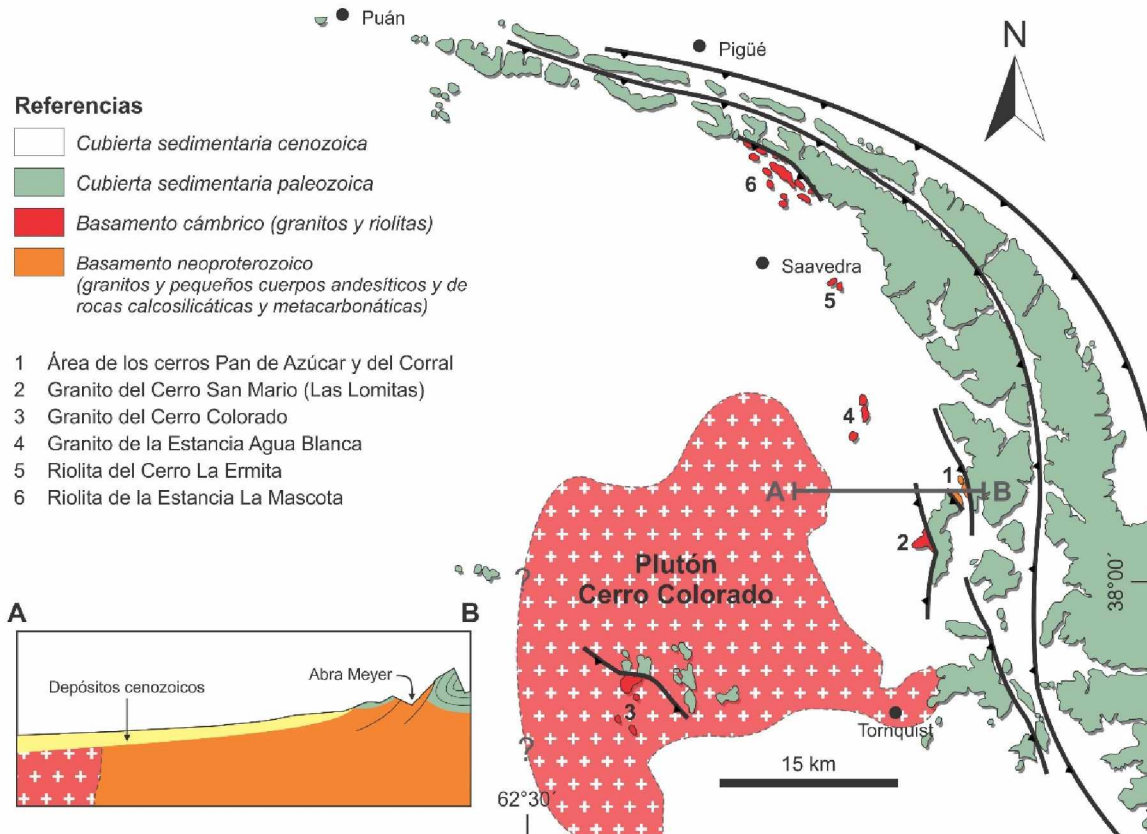 Puán
Pigüé
N
Referencias
Cubierta sedimentaria cenozoica
Cubierta sedimentaria paleozoica
Basamento cámbrico (granitos y riolitas)
Basamento neoproterozoico
(granitos y pequeños cuerpos andesíticos y de
rocas calcosilicáticas y metacarbonáticas)
1 Área de los cerros Pan de Azúcar y del Corral
2 Granito del Cerro San Mario (Las Lomitas)
3 Granito del Cerro Colorado
4 Granito de la Estancia Agua Blanca
5 Riolita del Cerro La Ermita
6 Riolita de la Estancia La Mascota
6
Saavedra
5
4
1
A
B
2
Plutón
Cerro Colorado
?
38°00´
3
?
Tornquist
15 km
62°30´
A
B
Abra Meyer
Depósitos cenozoicos